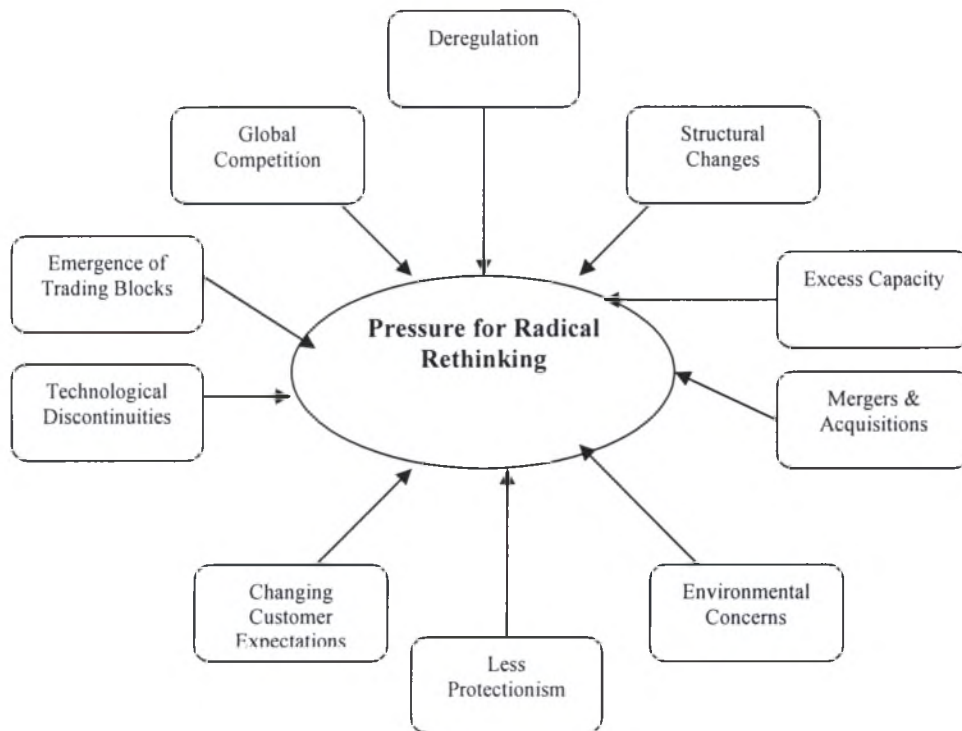 Deregulation
Global
Competition
Structural
Changes
Emergence of
Trading Blocks
Excess Capacity
Pressure for Radical
Rethinking
Technological
Discontinuities
Mergers &
Acquisitions
Changing
Customer
Expectations
Environmental
Concerns
Less
Protectionism